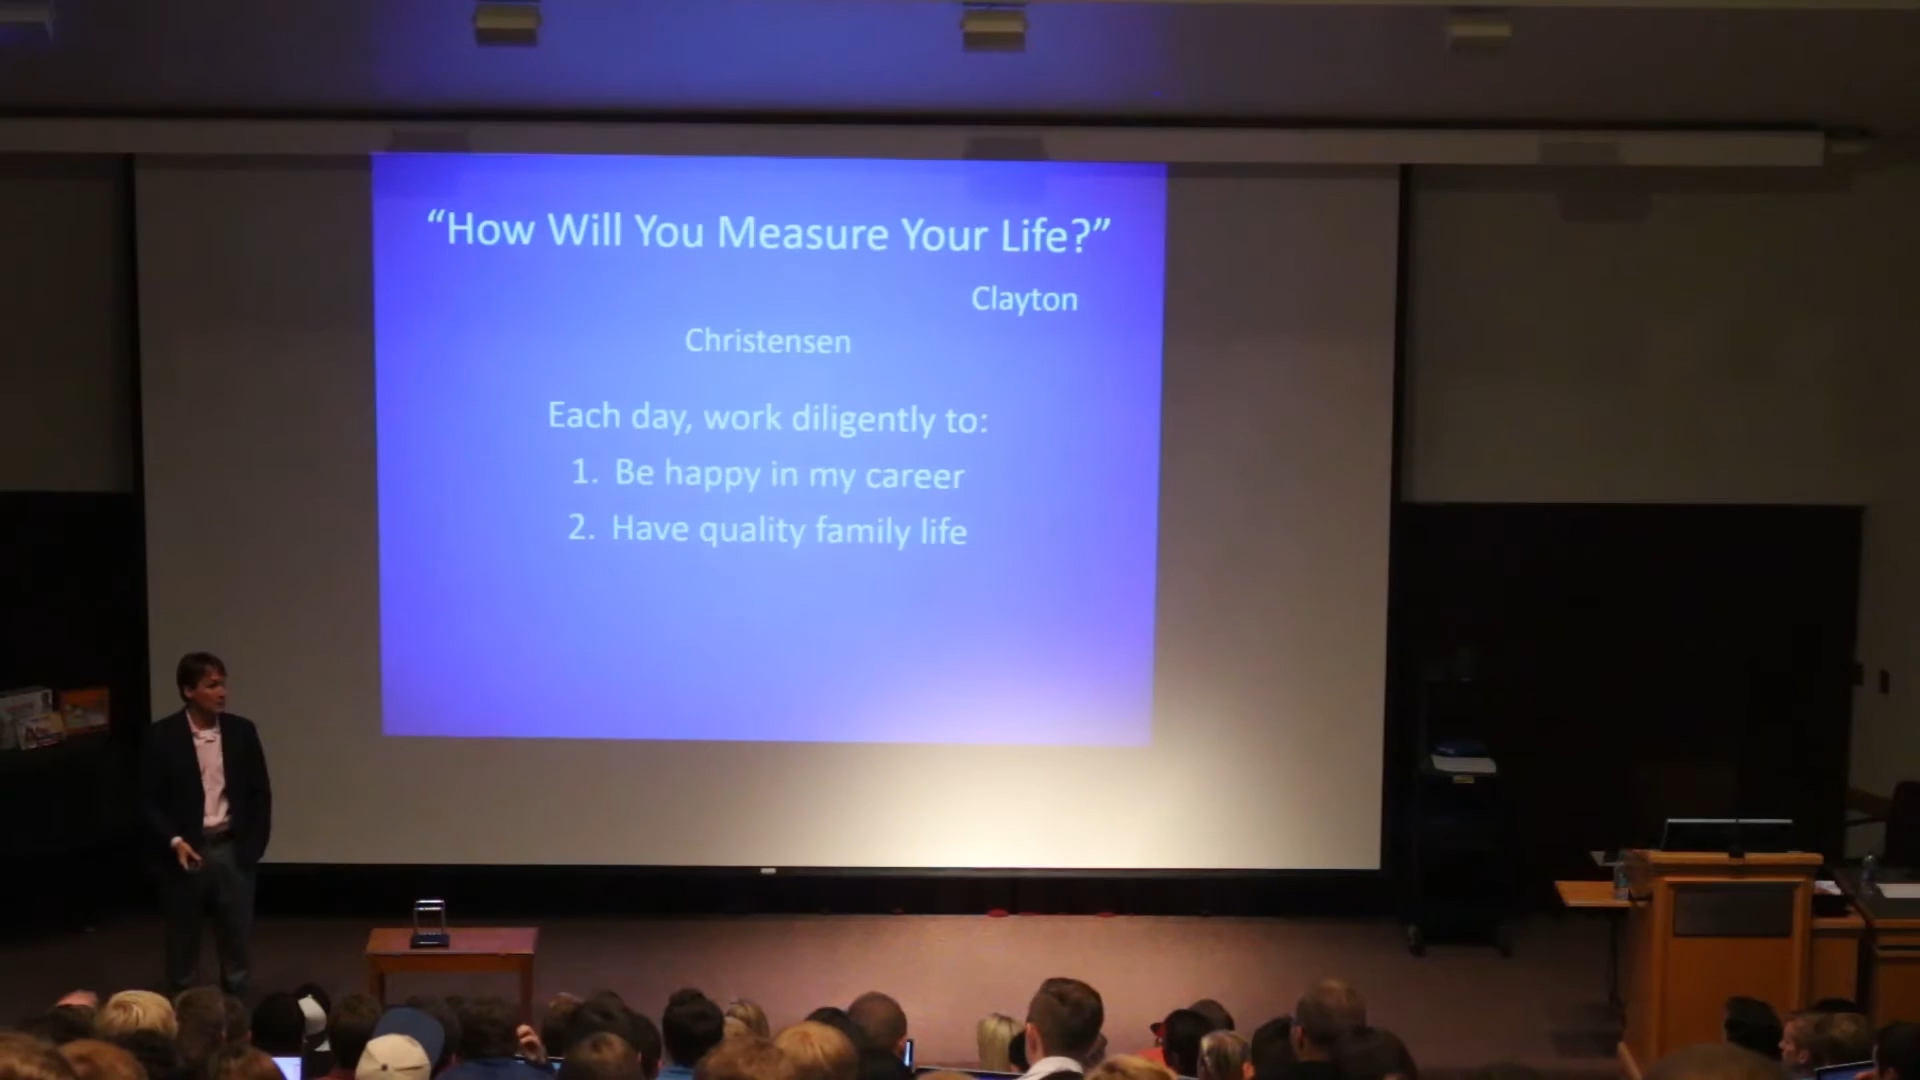 “How Will You Measure Your Life?”
Clayton
Christensen
Each day, work diligently to:
1. Be happy in my career
2. Have quality family life